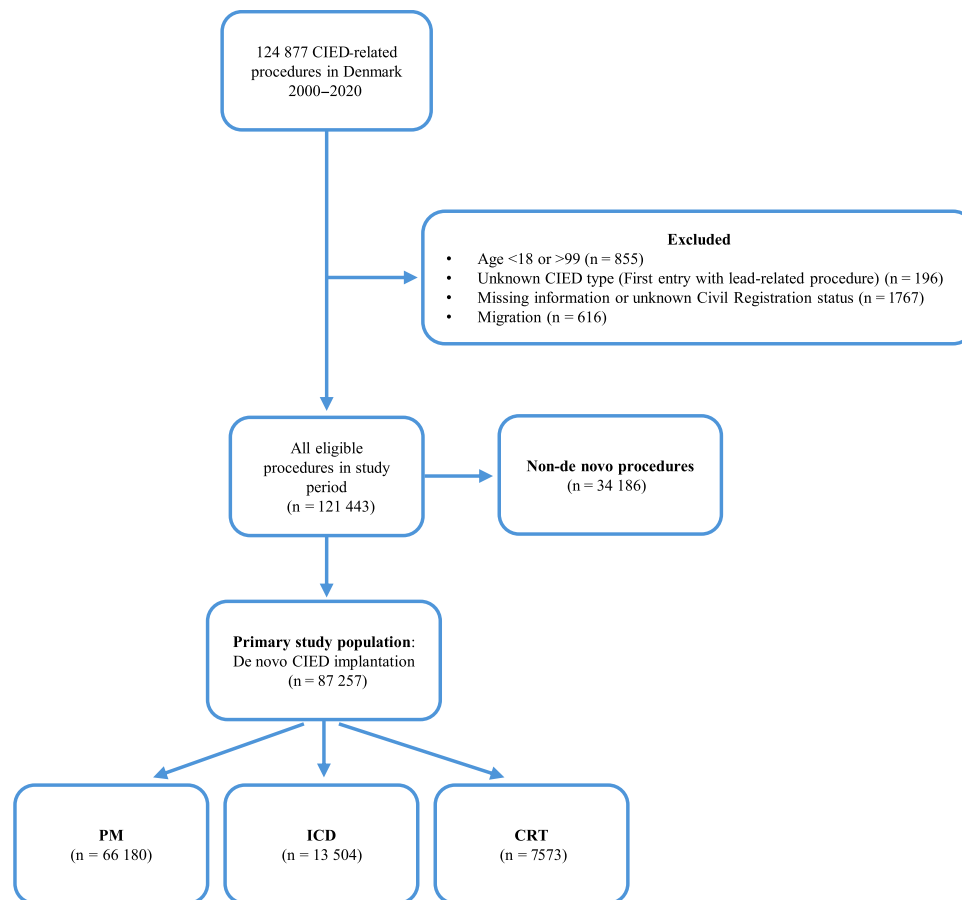 124 877 CIED-related
procedures in Denmark
2000–2020
Excluded
• Age <18 or >99 (n = 855)
• Unknown CIED type (First entry with lead-related procedure) (n = 196)
• Missing information or unknown Civil Registration status (n = 1767)
• Migration (n = 616)
All eligible
procedures in study
period
(n = 121 443)
Non-de novo procedures
(n = 34 186)
Primary study population:
De novo CIED implantation
(n = 87 257)
PM
(n = 66 180)
ICD
(n = 13 504)
CRT
(n = 7573)